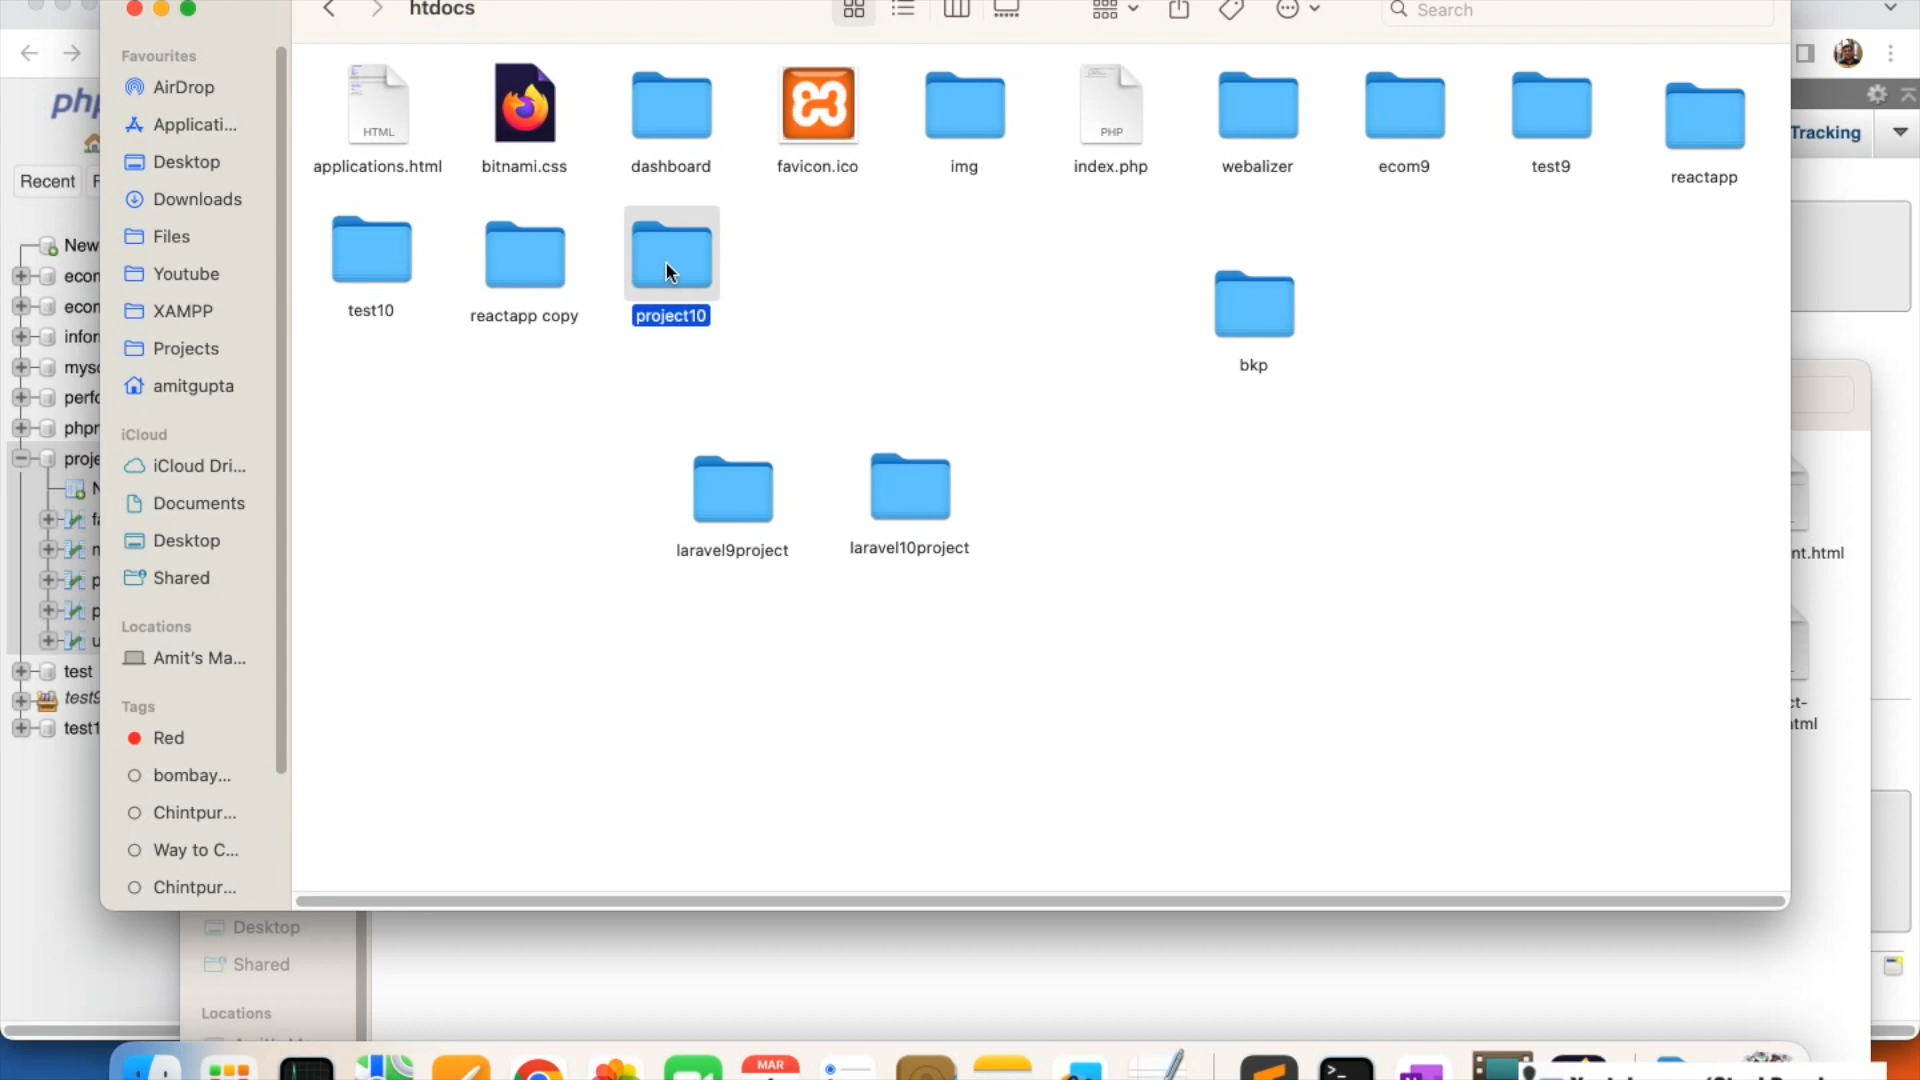 htdocs
Search
Favourites
AirDrop
Applicati...
Desktop
Downloads
Files
Youtube
XAMPP
Projects
amitgupta
iCloud
iCloud Dri...
Documents
Desktop
Shared
Locations
Amit's Ma...
Tags
Red
bombay...
Chintpur...
Way to C...
Chintpur...
HTML
applications.html
bitnami.css
dashboard
favicon.ico
img
PHP
index.php
webalizer
ecom9
test9
reactapp
test10
reactapp copy
project10
bkp
laravel9project
laravel10project
php
Recent
New
test
test9
test1
Tracking
nt.html
Desktop
Shared
Locations
MAR